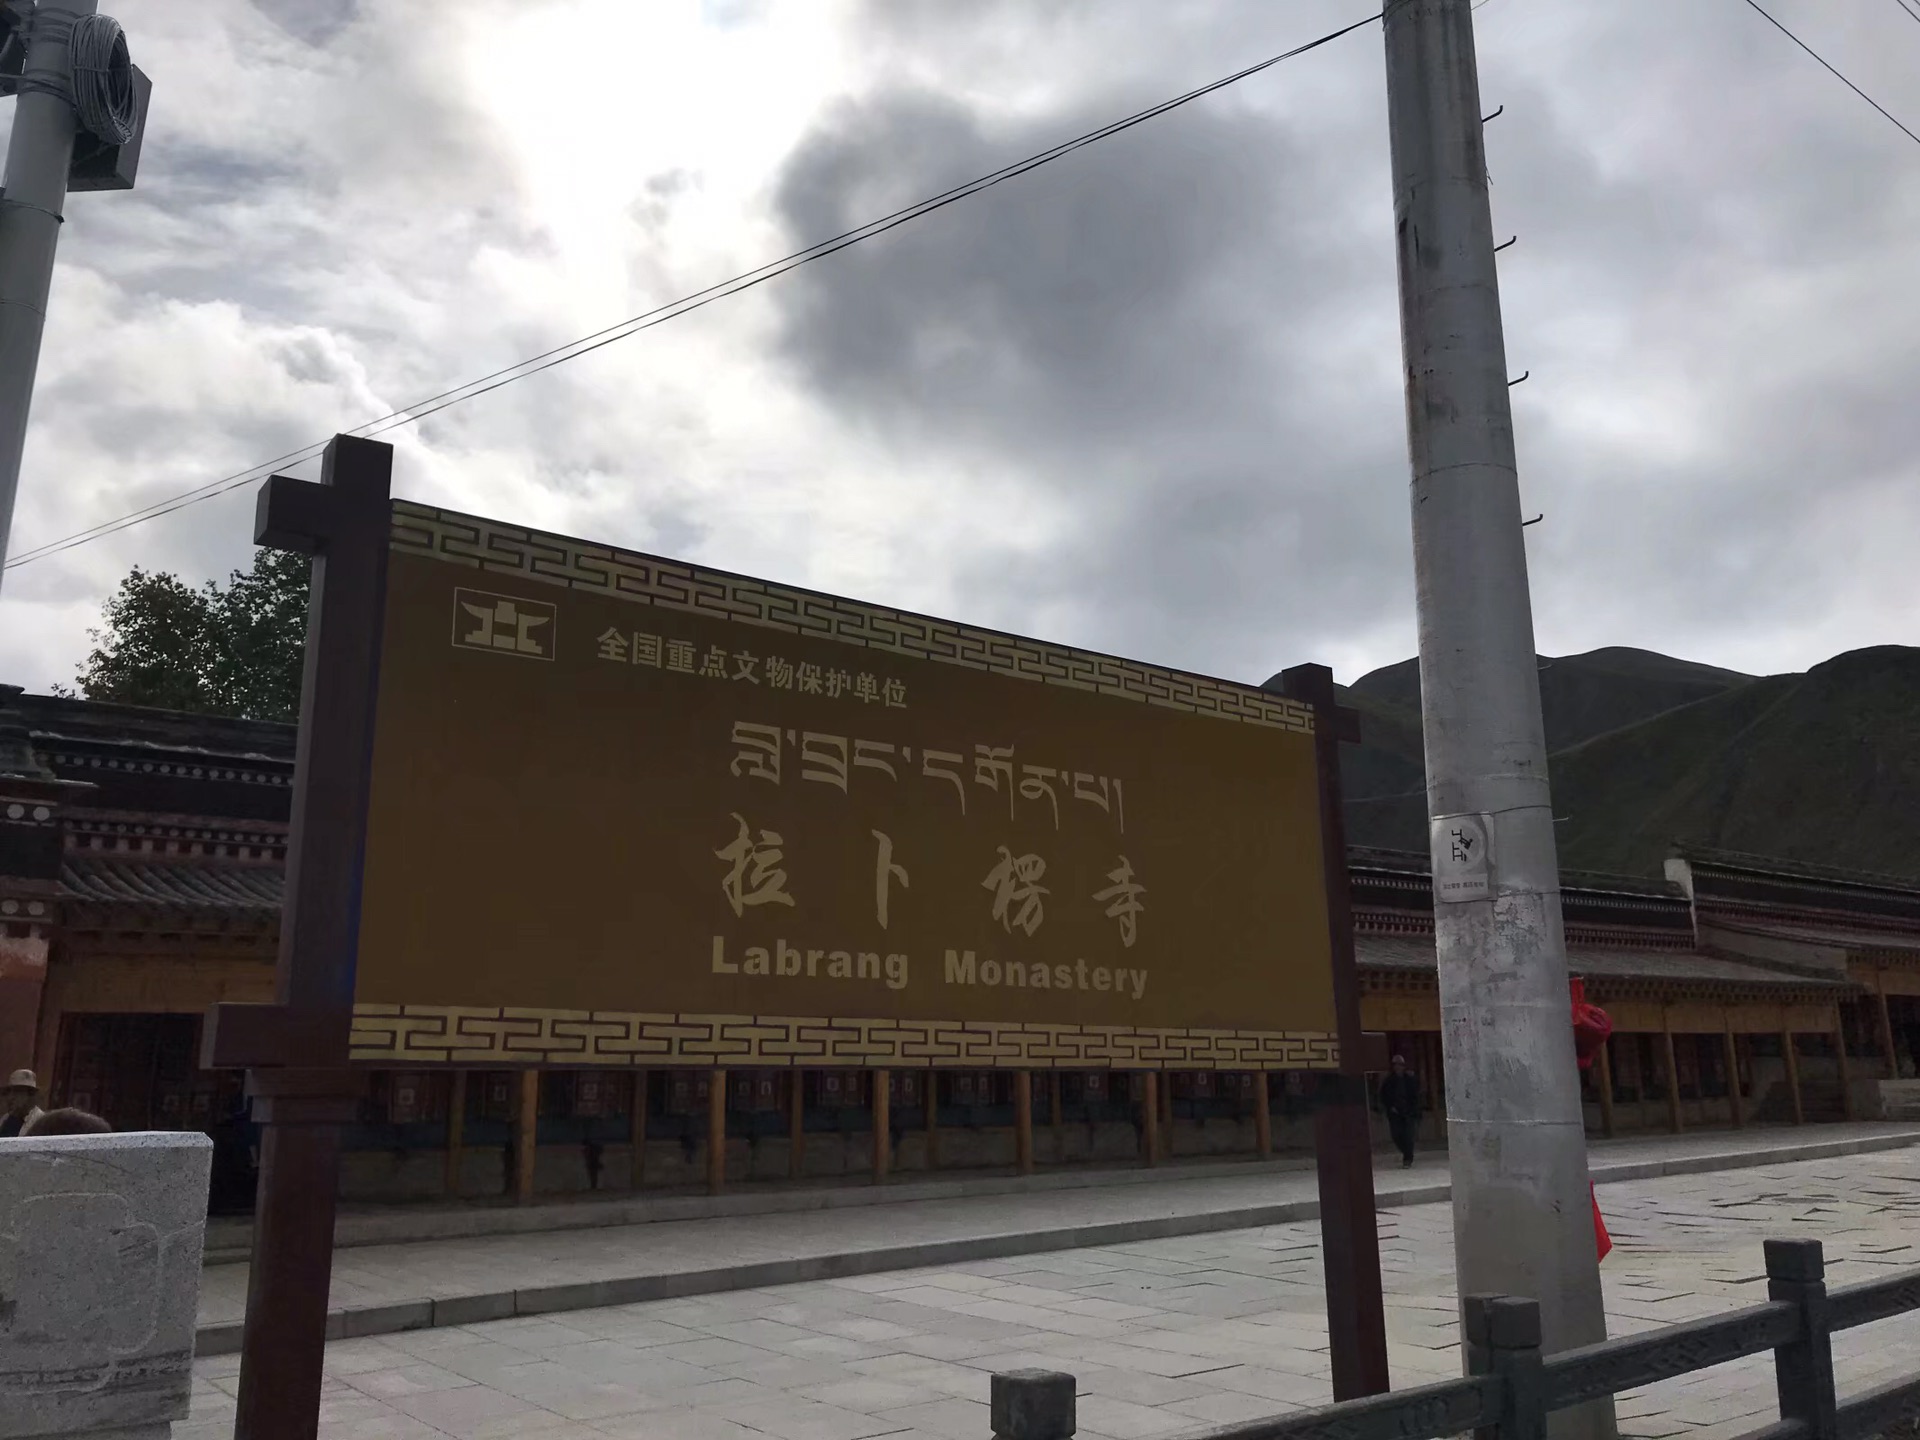 全国重点文物保护单位
བླ་བྲང་དགོན་པ།
拉卜楞寺
Labrang Monastery